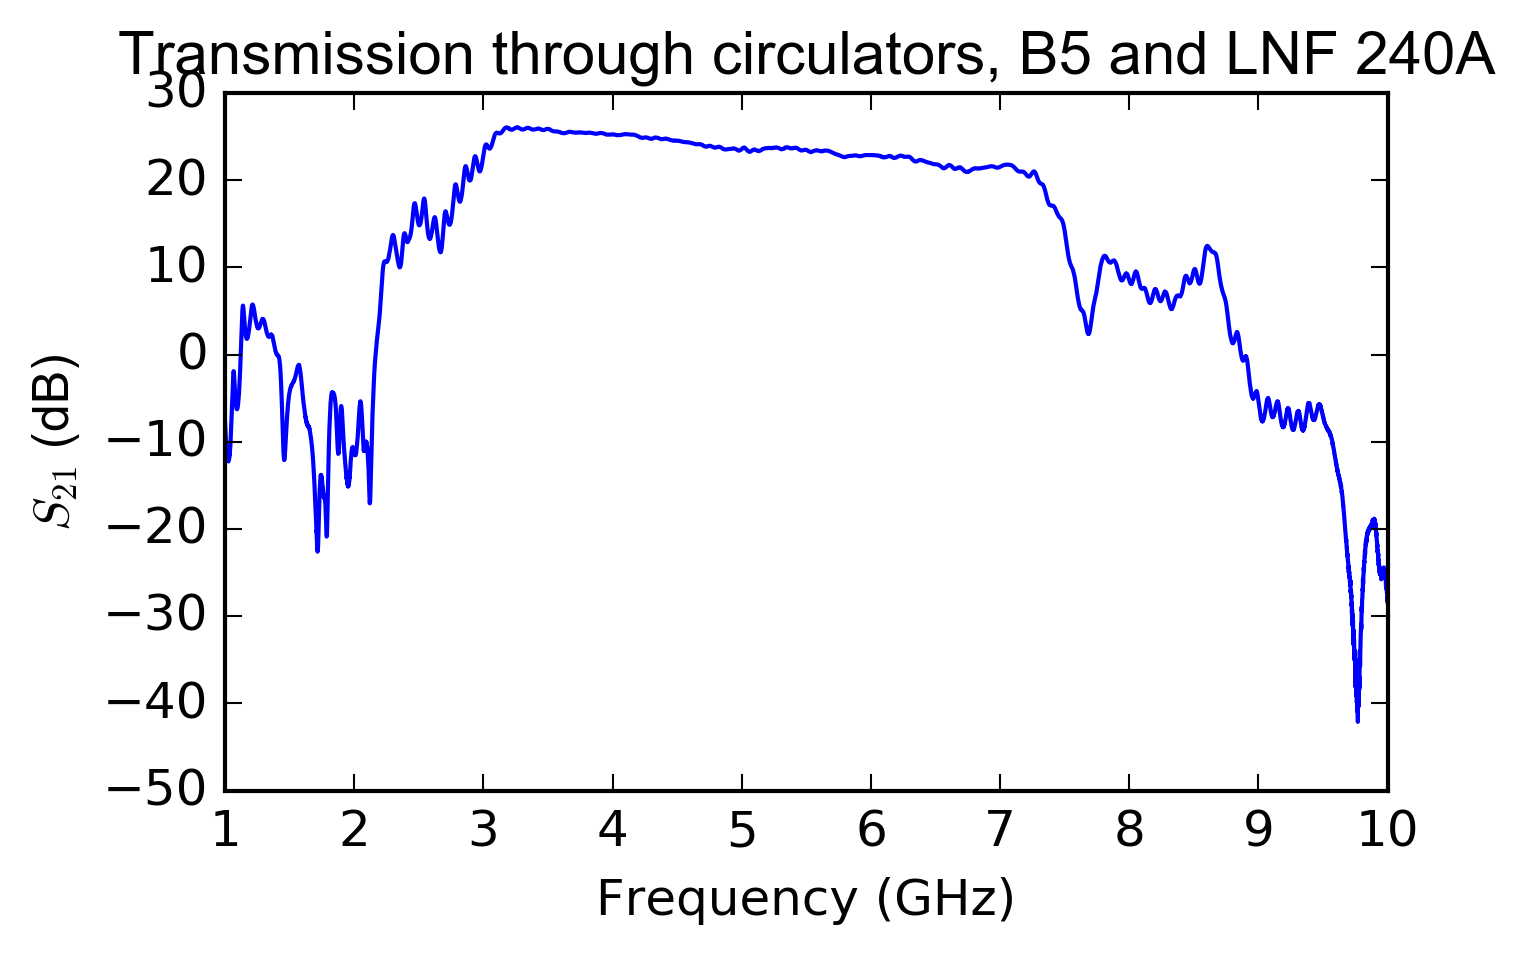 Transmission through circulators, B5 and LNF 240A
30
20
10
0
−10
−20
−30
−40
−50
S21 (dB)
1 2 3 4 5 6 7 8 9 10
Frequency (GHz)